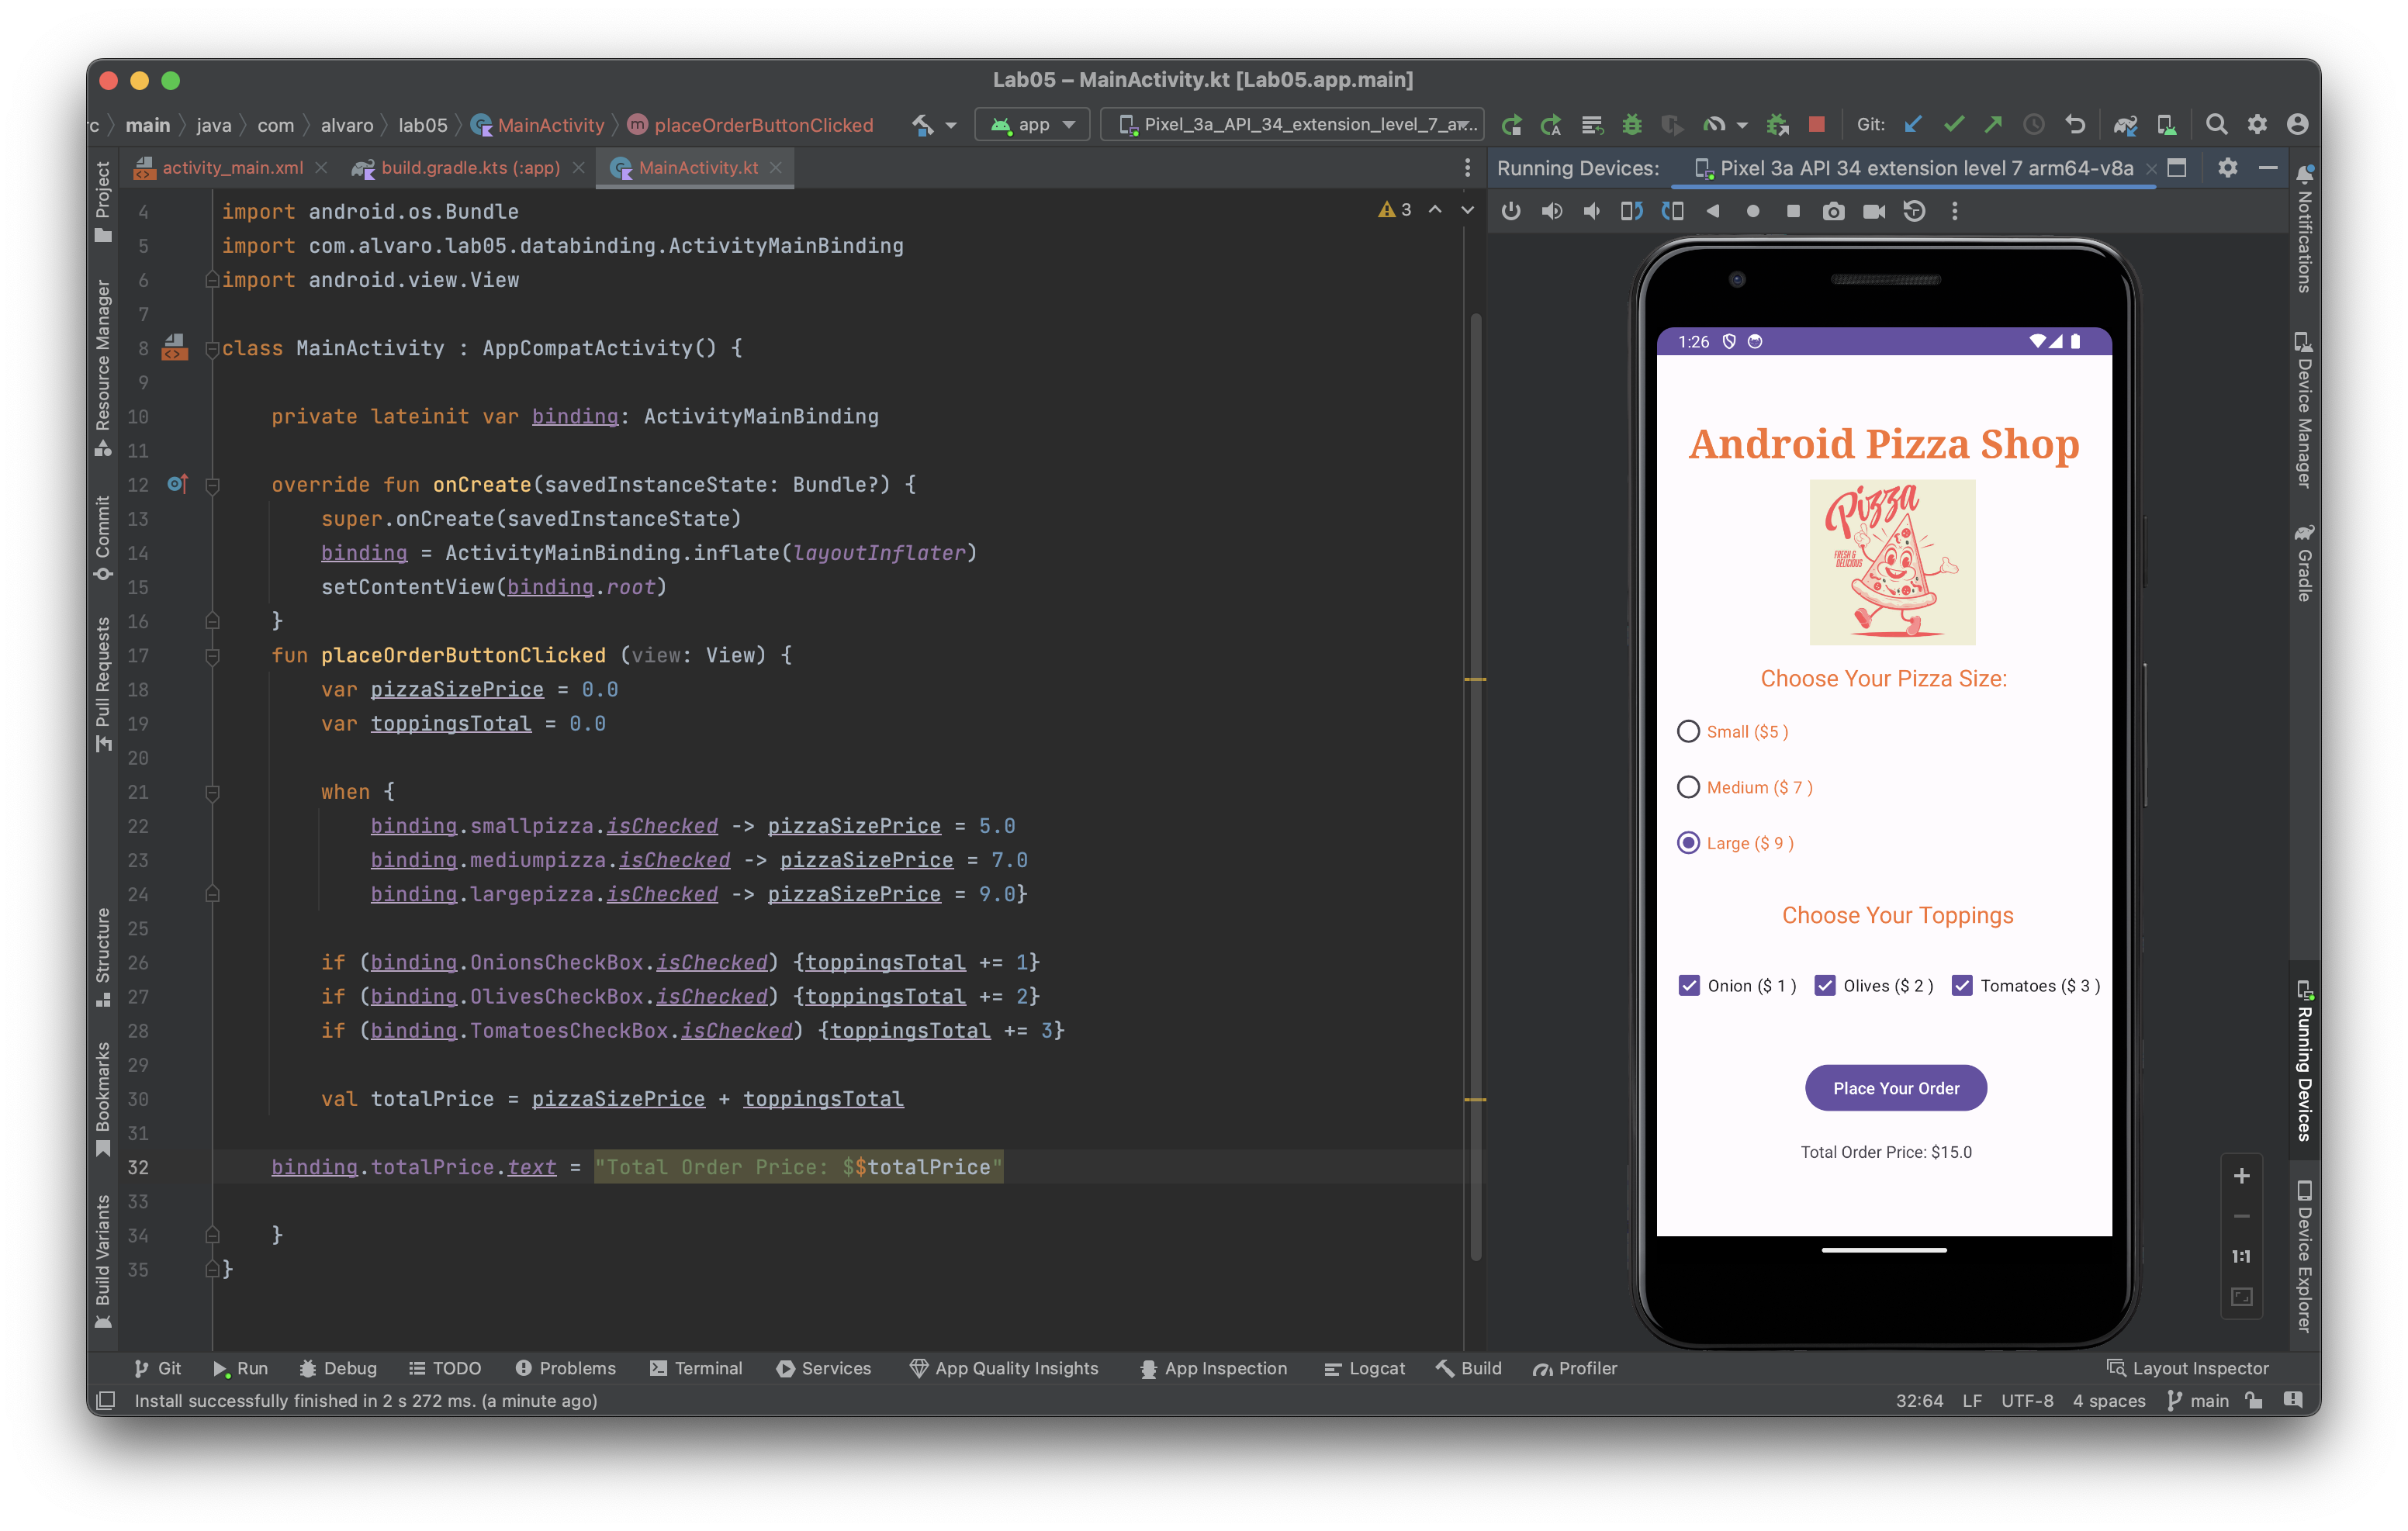 Lab05 – MainActivity.kt [Lab05.app.main]
rc main java com alvaro lab05 MainActivity placeOrderButtonClicked app Pixel_3a_API_34_extension_level_7_a... Git:
activity_main.xml build.gradle.kts (:app) MainActivity.kt
Project
Resource Manager
Commit
Pull Requests
Structure
Bookmarks
Build Variants
3
4 import android.os.Bundle
5 import com.alvaro.lab05.databinding.ActivityMainBinding
6 import android.view.View
7
8 class MainActivity : AppCompatActivity() {
9
10 private lateinit var binding: ActivityMainBinding
11
12 override fun onCreate(savedInstanceState: Bundle?) {
13 super.onCreate(savedInstanceState)
14 binding = ActivityMainBinding.inflate(layoutInflater)
15 setContentView(binding.root)
16 }
17 fun placeOrderButtonClicked (view: View) {
18 var pizzaSizePrice = 0.0
19 var toppingsTotal = 0.0
20
21 when {
22 binding.smallpizza.isChecked -> pizzaSizePrice = 5.0
23 binding.mediumpizza.isChecked -> pizzaSizePrice = 7.0
24 binding.largepizza.isChecked -> pizzaSizePrice = 9.0}
25
26 if (binding.OnionsCheckBox.isChecked) {toppingsTotal += 1}
27 if (binding.OlivesCheckBox.isChecked) {toppingsTotal += 2}
28 if (binding.TomatoesCheckBox.isChecked) {toppingsTotal += 3}
29
30 val totalPrice = pizzaSizePrice + toppingsTotal
31
32 binding.totalPrice.text = "Total Order Price: $$totalPrice"
33
34 }
35 }
Running Devices: Pixel 3a API 34 extension level 7 arm64-v8a
1:26
Android Pizza Shop
Pizza
FRESH &
DELICIOUS
Choose Your Pizza Size:
Small ($5 )
Medium ($ 7 )
Large ($ 9 )
Choose Your Toppings
Onion ($ 1 ) Olives ($ 2 ) Tomatoes ($ 3 )
Place Your Order
Total Order Price: $15.0
1:1
Notifications
Device Manager
Gradle
Running Devices
Device Explorer
Git Run Debug TODO Problems Terminal Services App Quality Insights App Inspection Logcat Build Profiler Layout Inspector
Install successfully finished in 2 s 272 ms. (a minute ago) 32:64 LF UTF-8 4 spaces main